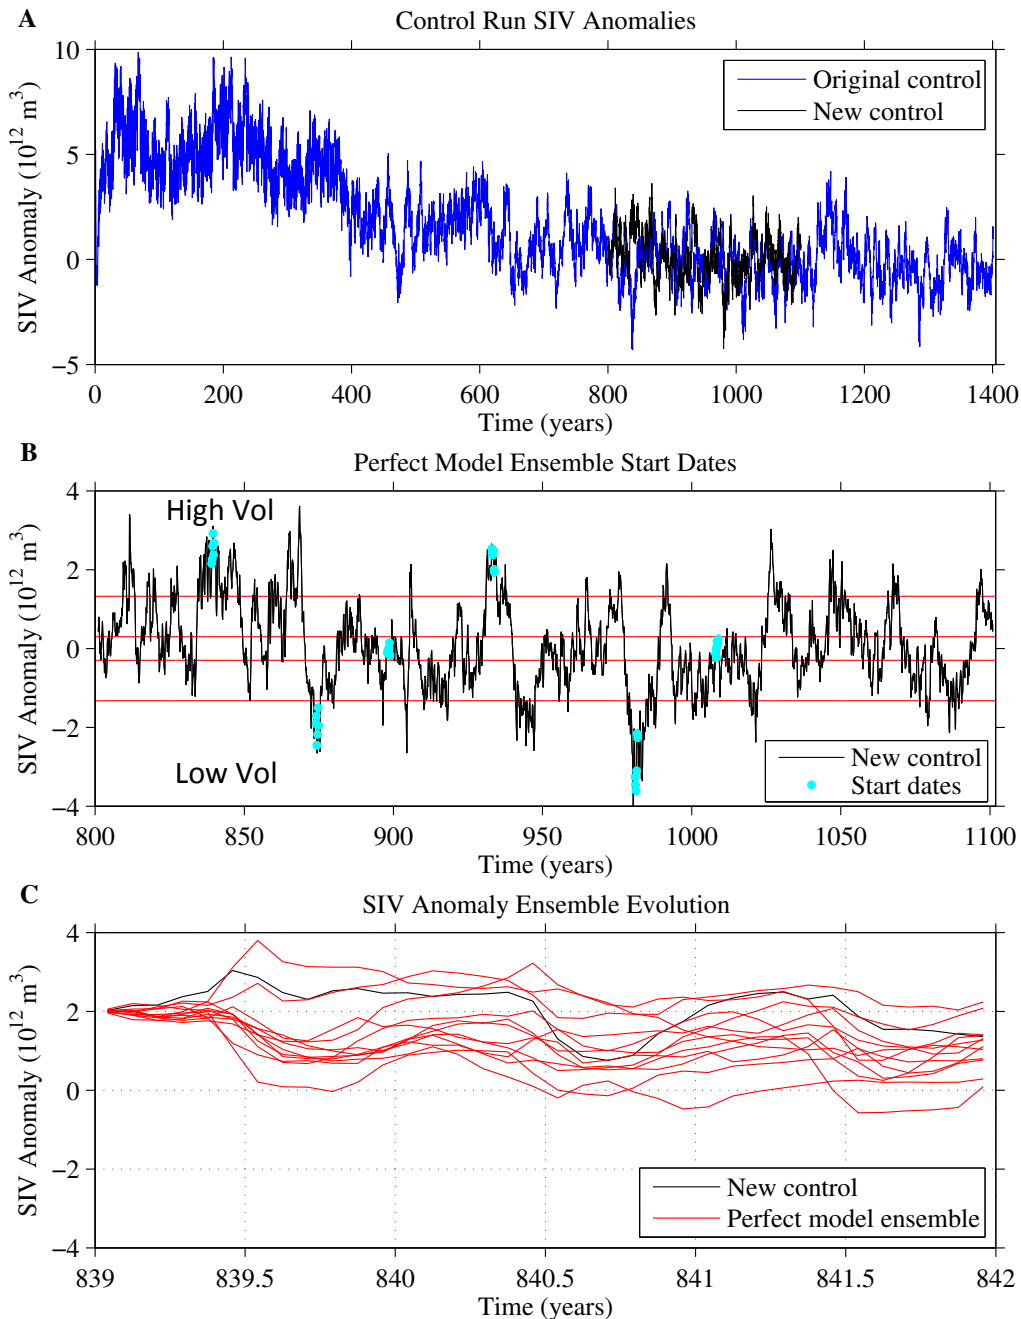 A
Control Run SIV Anomalies
SIV Anomaly (10^12 m^3)
10
5
0
−5
Original control
New control
0 200 400 600 800 1000 1200 1400
Time (years)
B
Perfect Model Ensemble Start Dates
SIV Anomaly (10^12 m^3)
4
2
0
−2
−4
High Vol
Low Vol
New control
Start dates
800 850 900 950 1000 1050 1100
Time (years)
C
SIV Anomaly Ensemble Evolution
SIV Anomaly (10^12 m^3)
4
2
0
−2
−4
New control
Perfect model ensemble
839 839.5 840 840.5 841 841.5 842
Time (years)